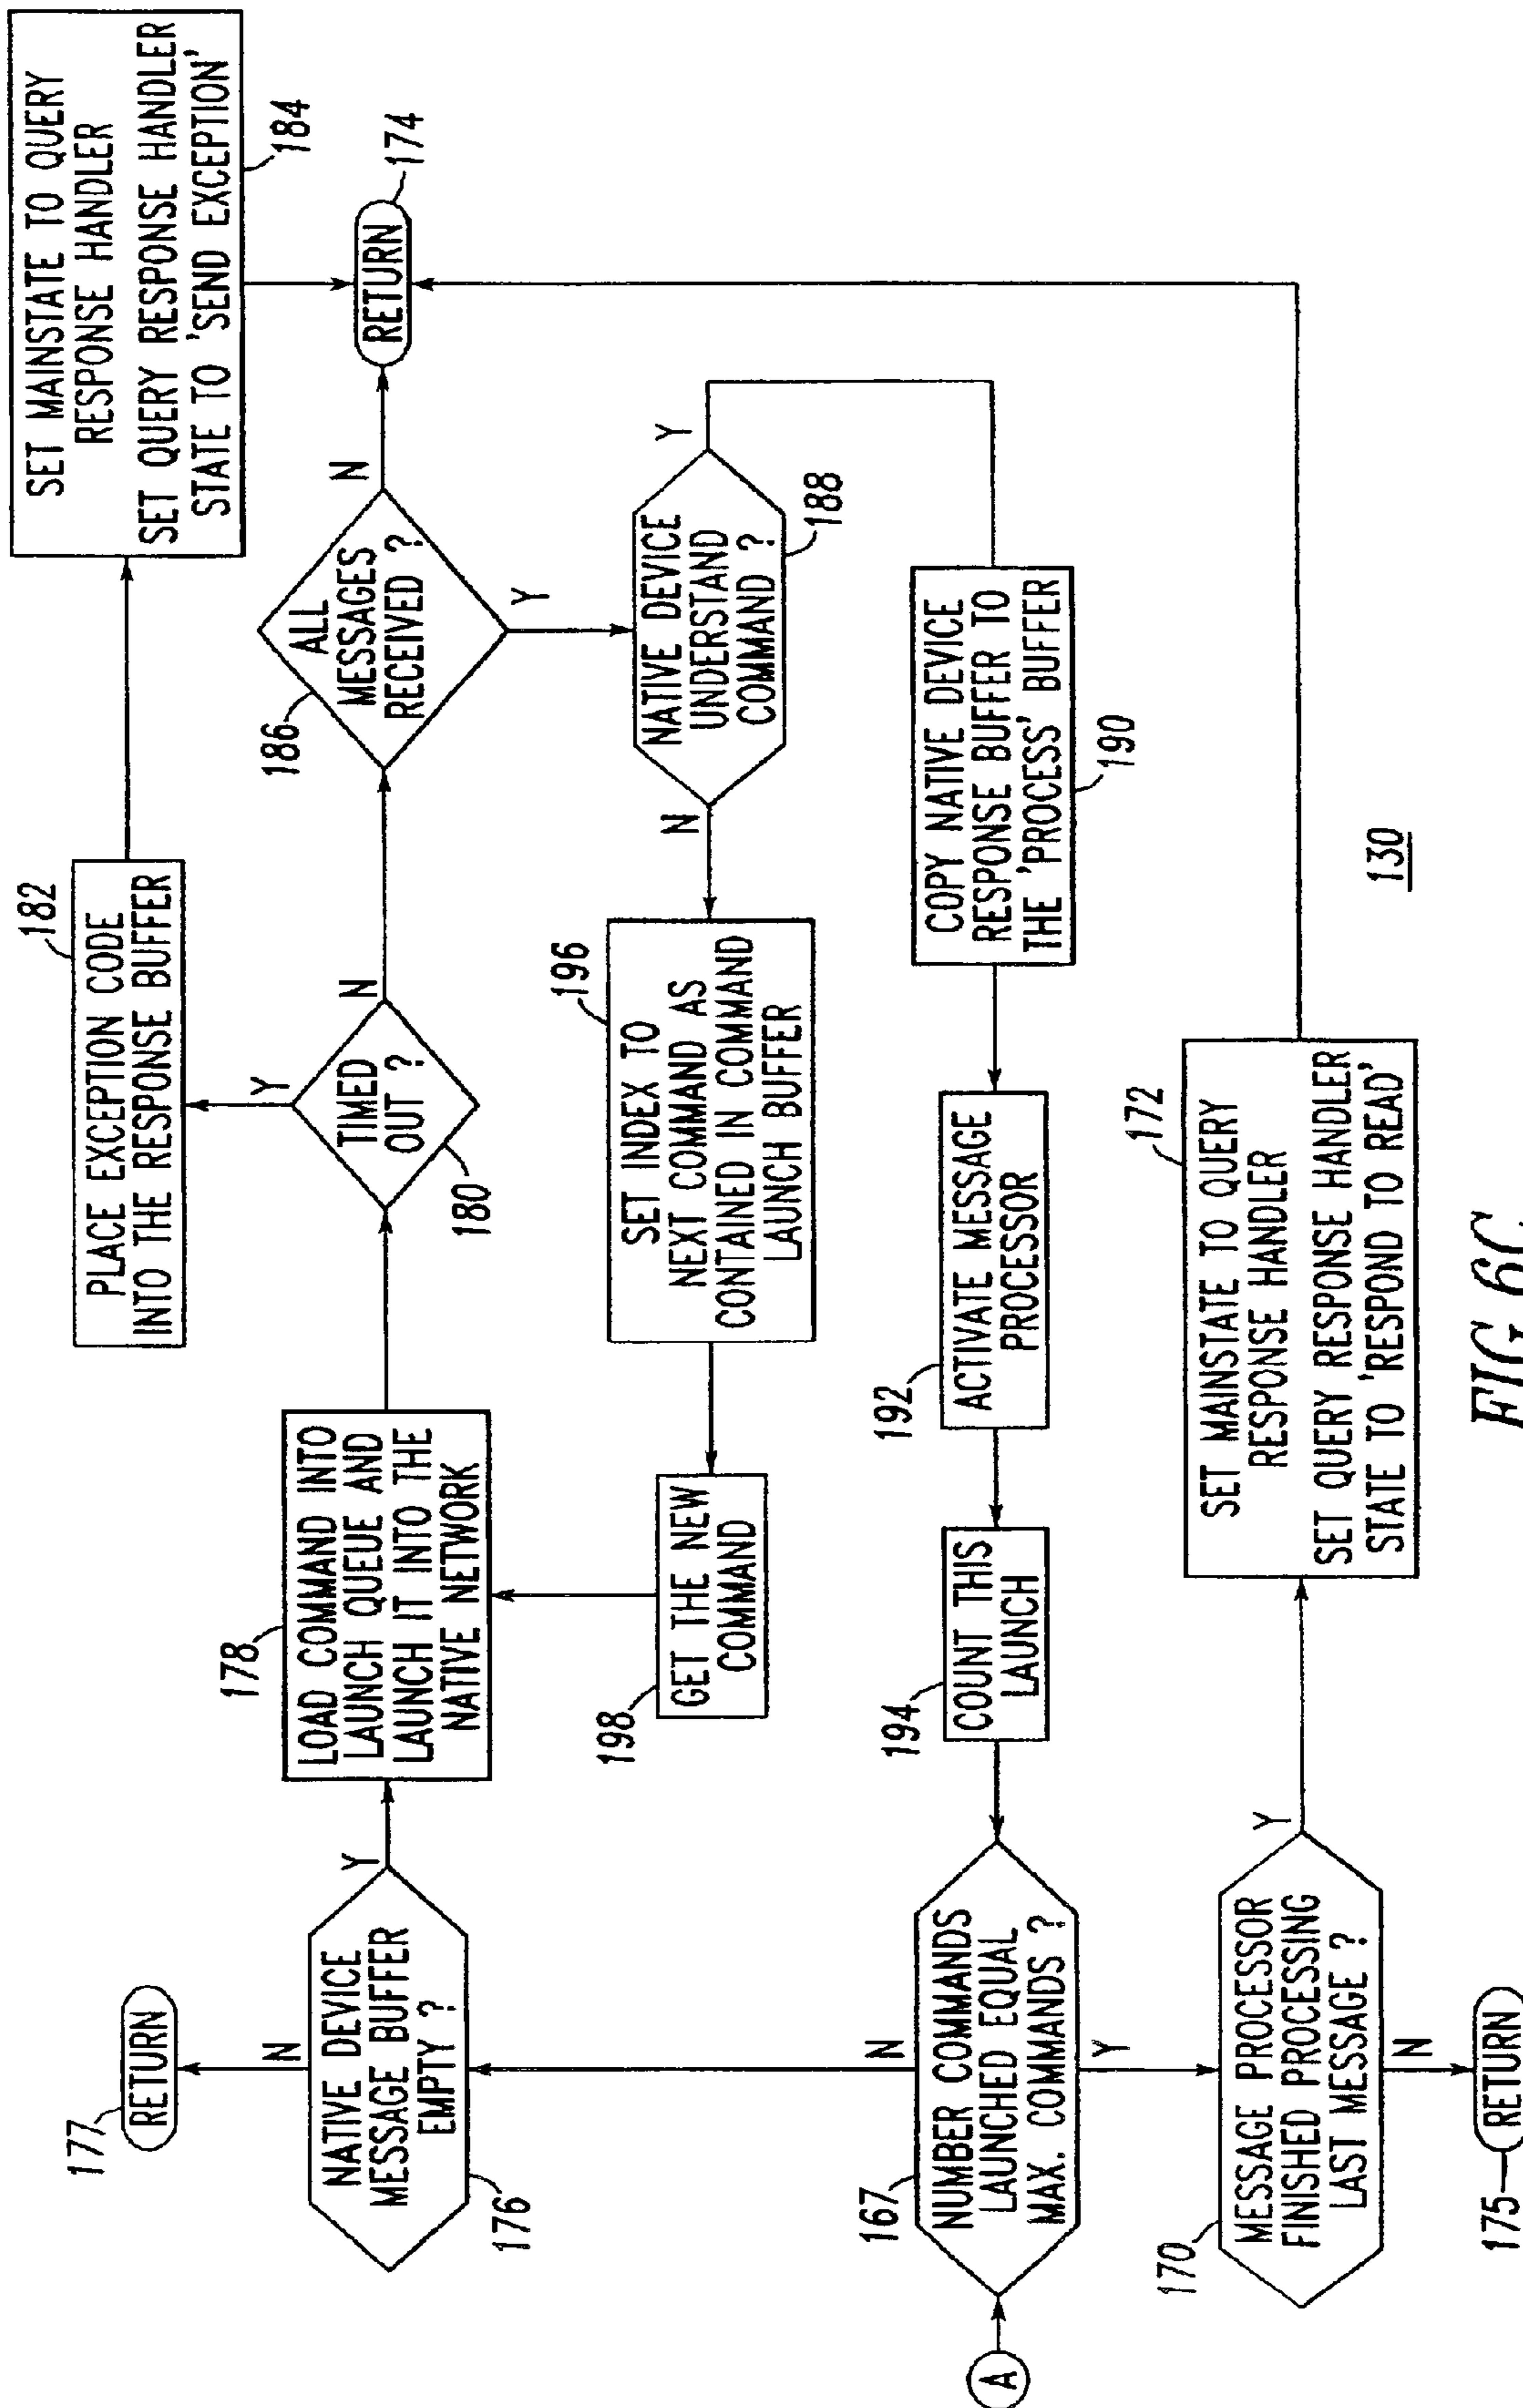 177
RETURN
N
NATIVE DEVICE
MESSAGE BUFFER
EMPTY ?
176
Y
178
LOAD COMMAND INTO
LAUNCH QUEUE AND
LAUNCH IT INTO THE
NATIVE NETWORK
TIMED
OUT ?
180
Y
N
182
PLACE EXCEPTION CODE
INTO THE RESPONSE BUFFER
SET MAINSTATE TO QUERY
RESPONSE HANDLER
SET QUERY RESPONSE HANDLER
STATE TO 'SEND EXCEPTION'
184
186
ALL
MESSAGES
RECEIVED ?
N
Y
RETURN
174
NATIVE DEVICE
UNDERSTAND
COMMAND ?
188
Y
N
196
SET INDEX TO
NEXT COMMAND AS
CONTAINED IN COMMAND
LAUNCH BUFFER
198
GET THE NEW
COMMAND
COPY NATIVE DEVICE
RESPONSE BUFFER TO
THE 'PROCESS' BUFFER
190
192
ACTIVATE MESSAGE
PROCESSOR
194
COUNT THIS
LAUNCH
A
167
NUMBER COMMANDS
LAUNCHED EQUAL
MAX. COMMANDS ?
N
Y
170
MESSAGE PROCESSOR
FINISHED PROCESSING
LAST MESSAGE ?
Y
N
175
RETURN
172
SET MAINSTATE TO QUERY
RESPONSE HANDLER
SET QUERY RESPONSE HANDLER
STATE TO 'RESPOND TO READ'
130
FIG. 6C